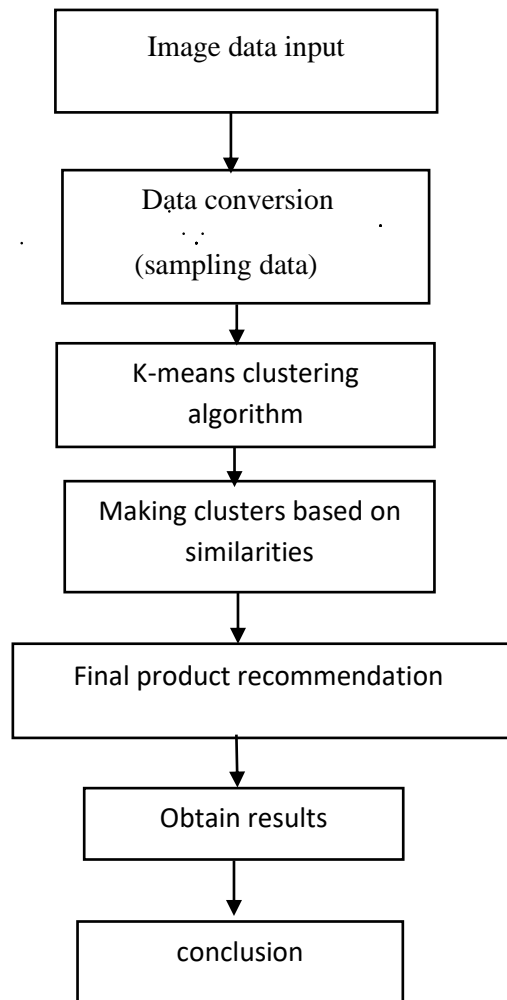 Image data input
Data conversion
(sampling data)
K-means clustering
algorithm
Making clusters based on
similarities
Final product recommendation
Obtain results
conclusion